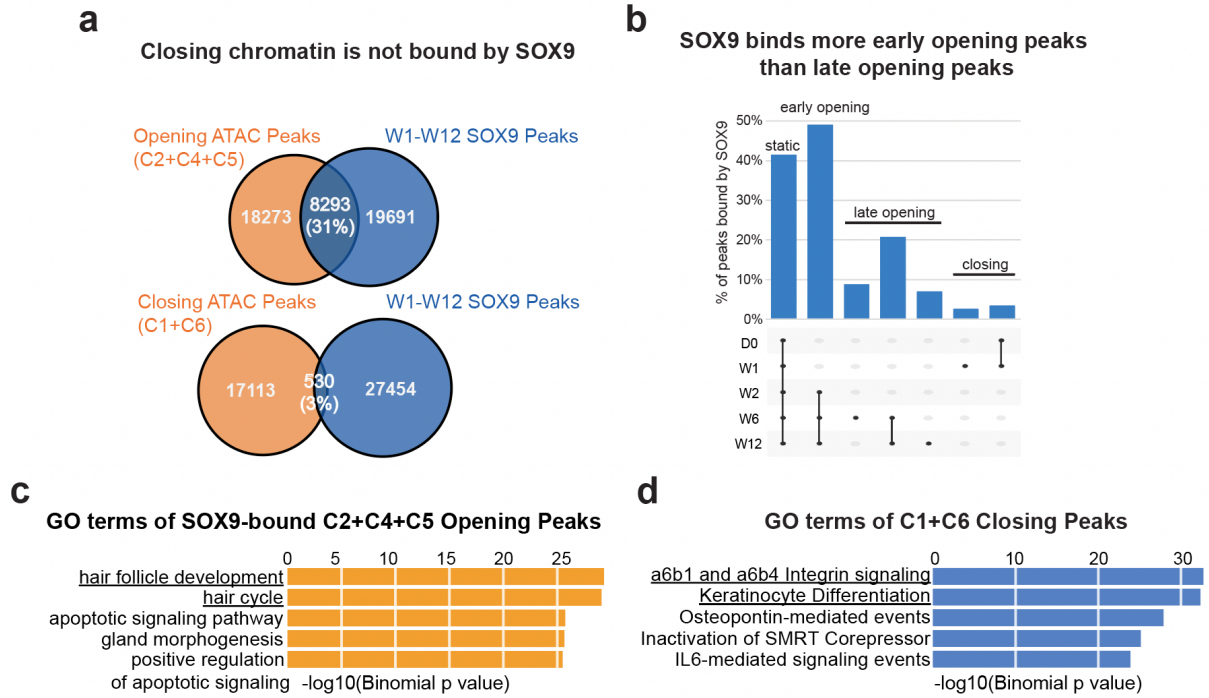 a
Closing chromatin is not bound by SOX9
Opening ATAC Peaks
(C2+C4+C5)
W1-W12 SOX9 Peaks
18273
8293
(31%)
19691
Closing ATAC Peaks
(C1+C6)
W1-W12 SOX9 Peaks
17113
530
(3%)
27454
b
SOX9 binds more early opening peaks
than late opening peaks
% of peaks bound by SOX9
50%
40%
30%
20%
10%
0%
early opening
static
late opening
closing
D0
W1
W2
W6
W12
c
GO terms of SOX9-bound C2+C4+C5 Opening Peaks
0 5 10 15 20 25
hair follicle development
hair cycle
apoptotic signaling pathway
gland morphogenesis
positive regulation
of apoptotic signaling
-log10(Binomial p value)
d
GO terms of C1+C6 Closing Peaks
0 10 20 30
a6b1 and a6b4 Integrin signaling
Keratinocyte Differentiation
Osteopontin-mediated events
Inactivation of SMRT Corepressor
IL6-mediated signaling events
-log10(Binomial p value)